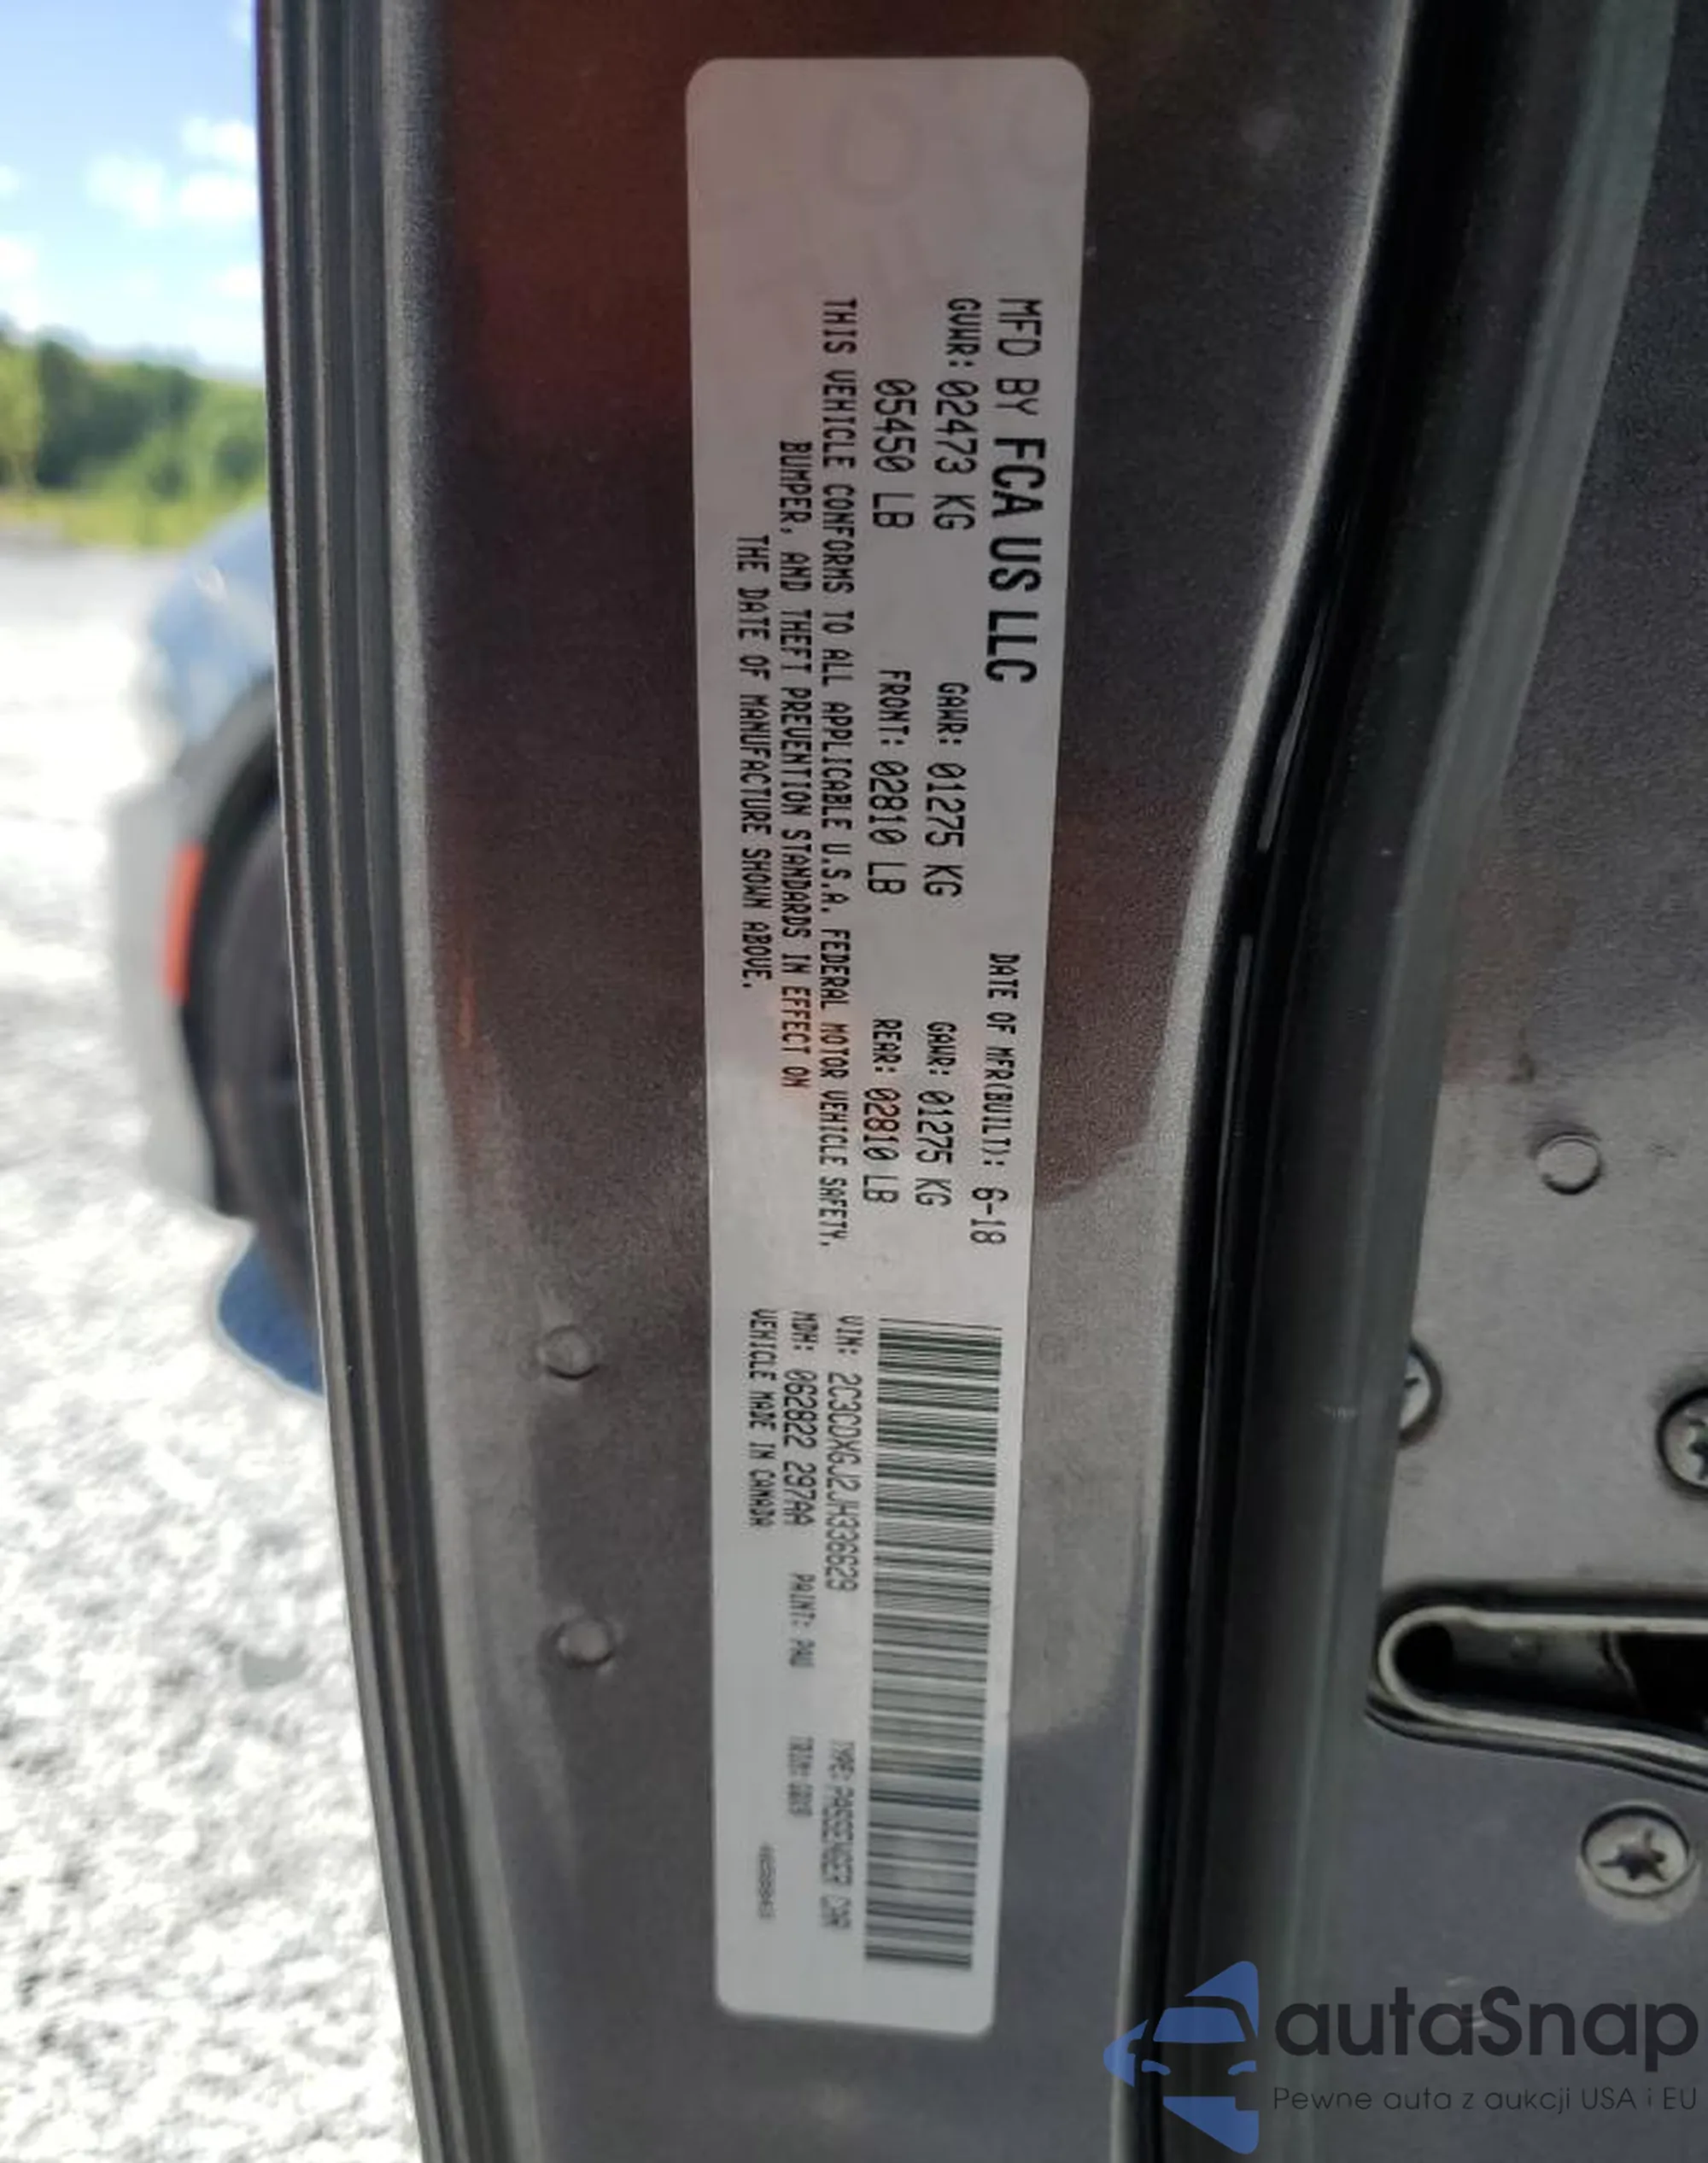 MFD BY FCA US LLC
DATE OF MFR(BUILT): 6-18
GVWR: 02473 KG GAWR: 01275 KG GAWR: 01275 KG
05450 LB FRONT: 02810 LB REAR: 02810 LB
THIS VEHICLE CONFORMS TO ALL APPLICABLE U.S.A. FEDERAL MOTOR VEHICLE SAFETY,
BUMPER, AND THEFT PREVENTION STANDARDS IN EFFECT ON
THE DATE OF MANUFACTURE SHOWN ABOVE.
VIN: 2C3CDXGJ2JH336629 TYPE: PASSENGER CAR
MDH: 062822 297AA PAINT: PAU TRIM:
VEHICLE MADE IN CANADA
autaSnap
Pewne auta z aukcji USA i EU